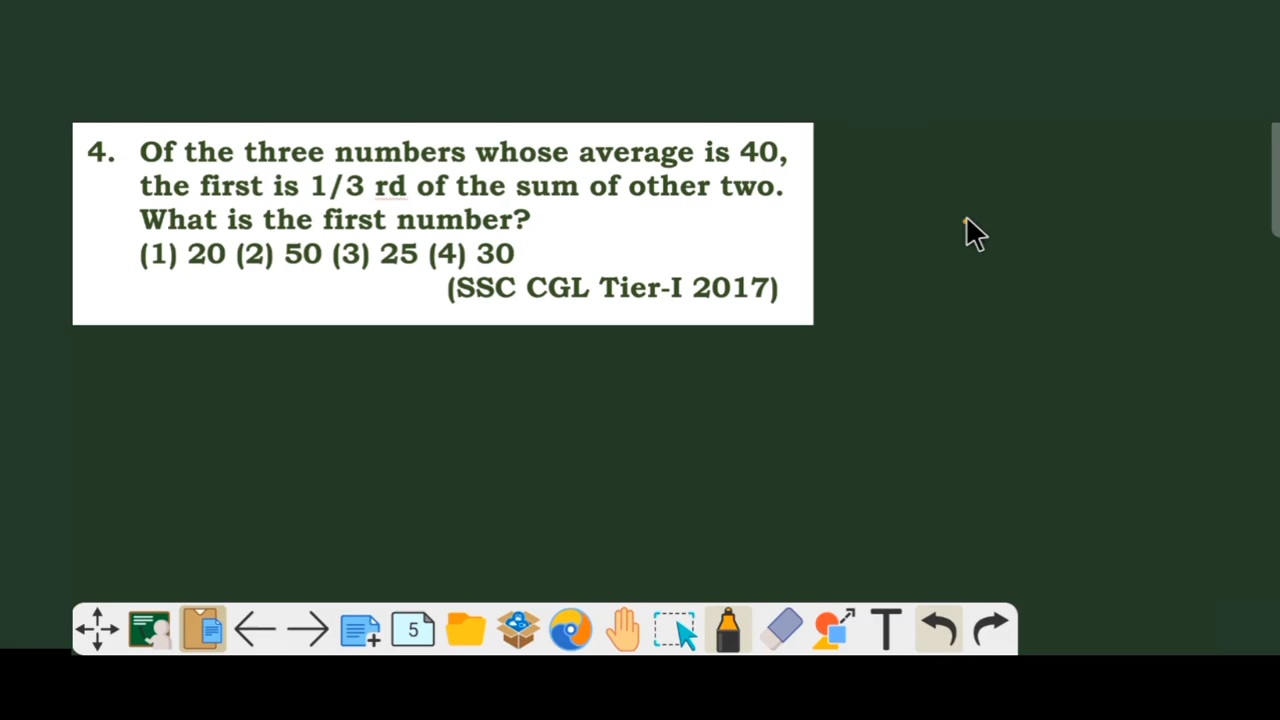 4. Of the three numbers whose average is 40,
the first is 1/3 rd of the sum of other two.
What is the first number?
(1) 20 (2) 50 (3) 25 (4) 30
(SSC CGL Tier-I 2017)
5
T